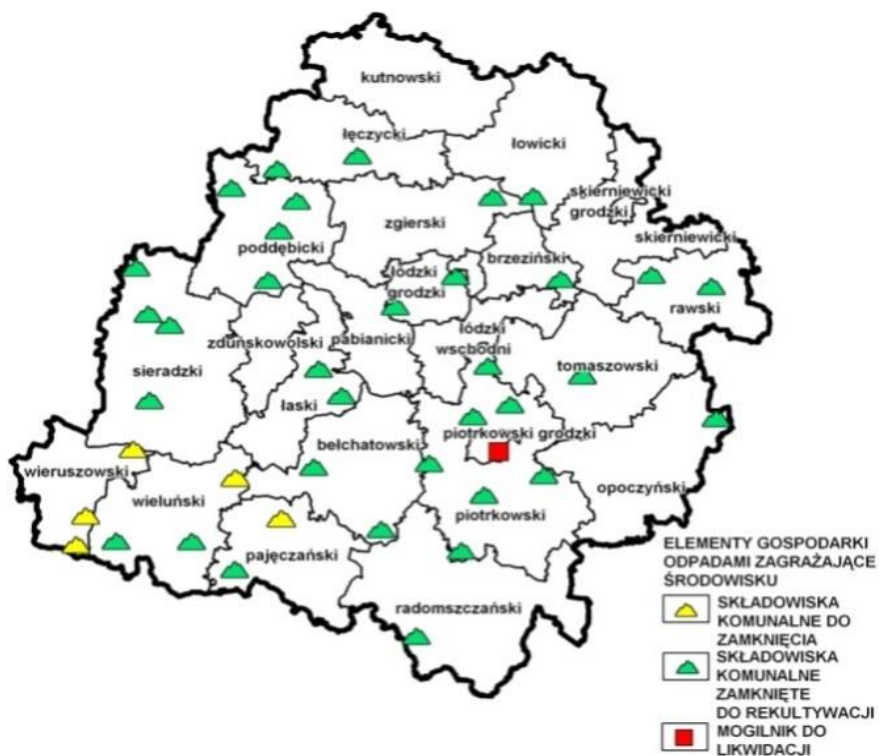 kutnowski
łęczycki
łowicki
skierniewicki
grodzki
zgierski
skierniewicki
poddębicki
brzeziński
łódzki
grodzki
rawski
łódzki
wschodni
zduńskowolski
pabianicki
tomaszowski
sieradzki
łaski
bełchatowski
piotrkowski grodzki
wieruszowski
wieluński
opoczyński
piotrkowski
pajęczański
radomszczański
ELEMENTY GOSPODARKI
ODPADAMI ZAGRAŻAJĄCE
ŚRODOWISKU
SKŁADOWISKA
KOMUNALNE DO
ZAMKNIĘCIA
SKŁADOWISKA
KOMUNALNE
ZAMKNIĘTE
DO REKULTYWACJI
MOGILNIK DO
LIKWIDACJI